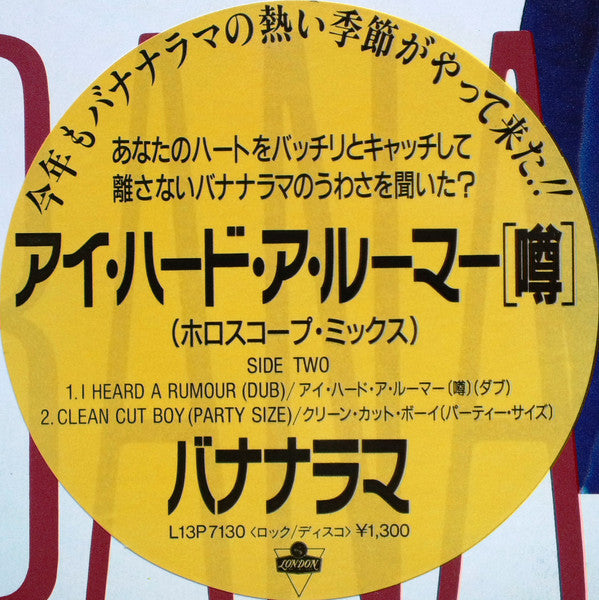 今年もバナナラマの熱い季節がやって来た!!
あなたのハートをバッチリとキャッチして
離さないバナナラマのうわさを聞いた?
アイ・ハード・ア・ルーマー[噂]
(ホロスコープ・ミックス)
SIDE TWO
1. I HEARD A RUMOUR (DUB)/アイ・ハード・ア・ルーマー(噂)(ダブ)
2. CLEAN CUT BOY (PARTY SIZE)/クリーン・カット・ボーイ(パーティー・サイズ)
バナナラマ
L13P7130〈ロック/ディスコ〉¥1,300
LONDON